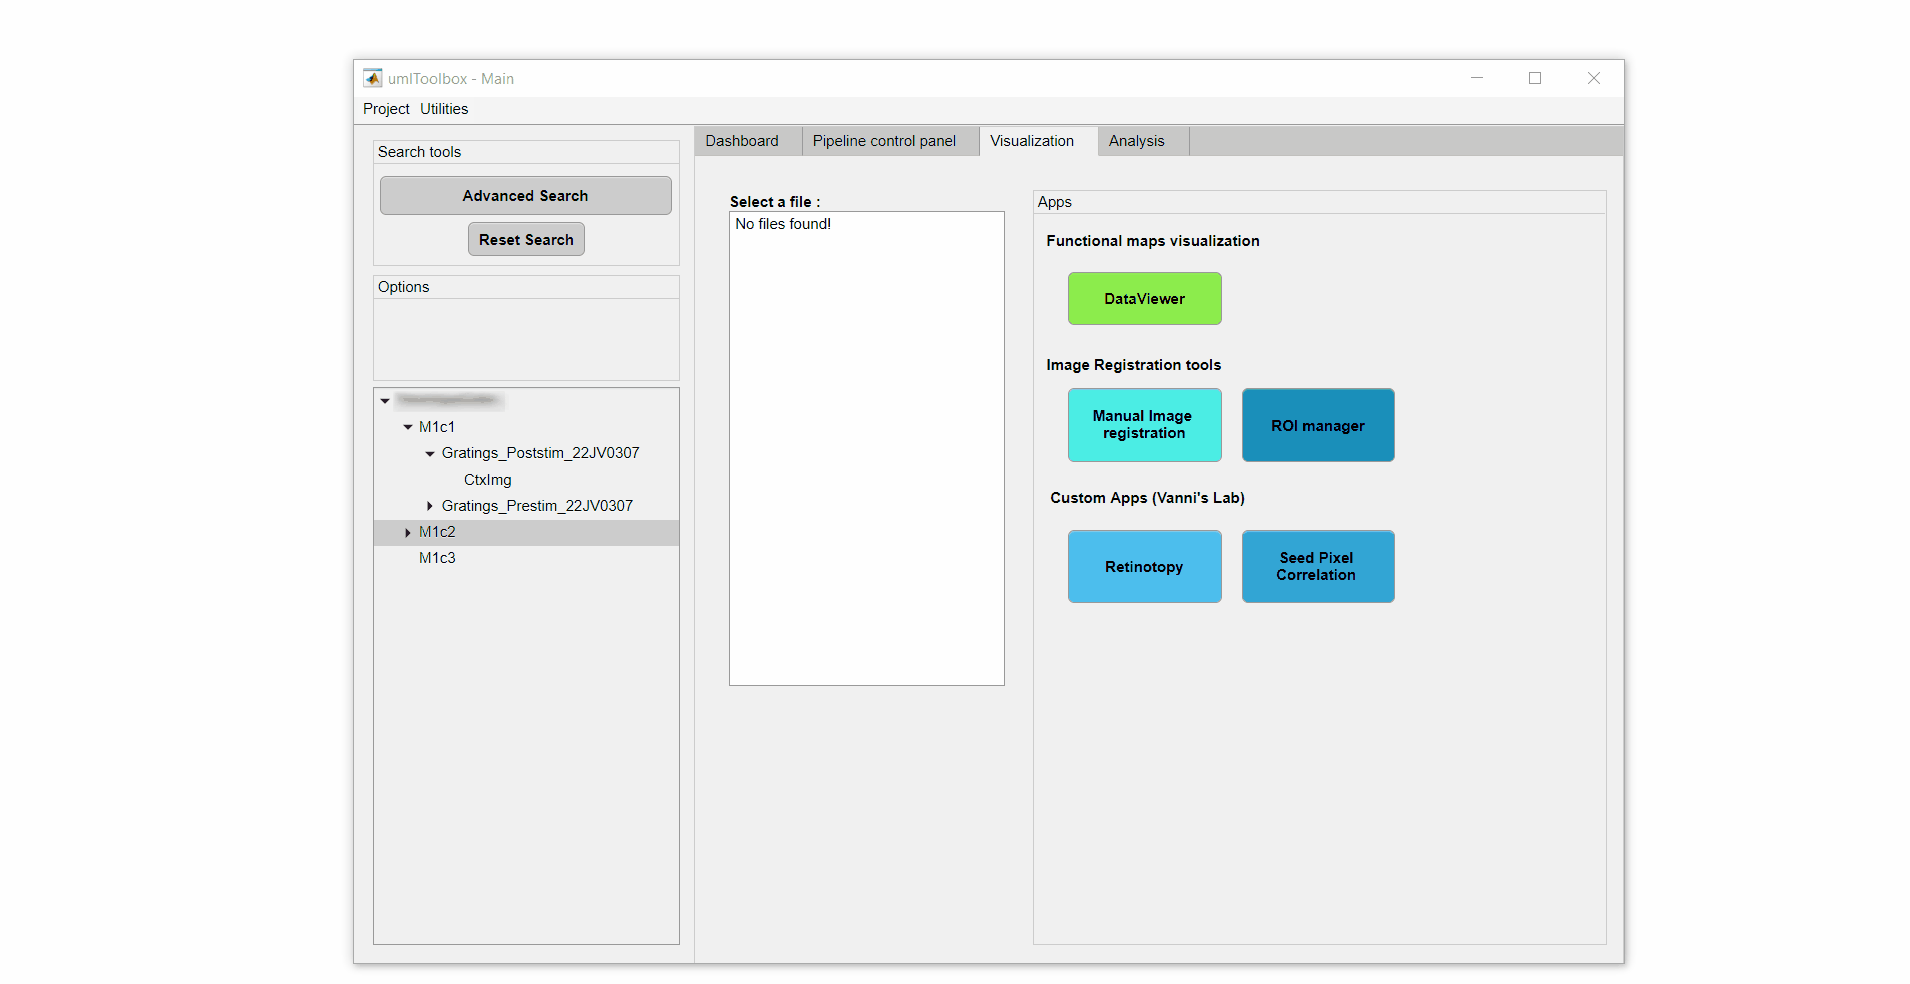 umIToolbox - Main
Project Utilities
Search tools
Advanced Search
Reset Search
Options
M1c1
Gratings_Poststim_22JV0307
CtxImg
Gratings_Prestim_22JV0307
M1c2
M1c3
Dashboard Pipeline control panel Visualization Analysis
Select a file :
No files found!
Apps
Functional maps visualization
DataViewer
Image Registration tools
Manual Image
registration
ROI manager
Custom Apps (Vanni's Lab)
Retinotopy
Seed Pixel
Correlation